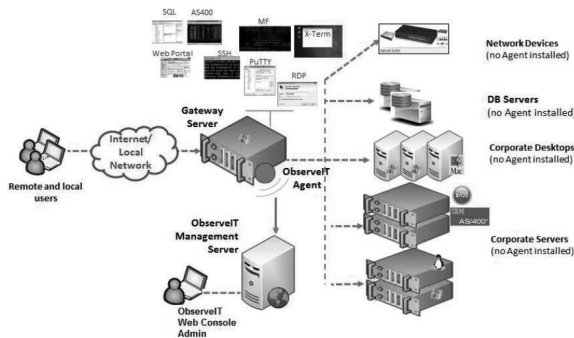 SQL
AS400
MF
X-Term
Web Portal
SSH
PuTTY
RDP
Network Devices
(no Agent installed)
DB Servers
(no Agent installed)
Gateway
Server
Internet/
Local
Network
Corporate Desktops
(no Agent installed)
Mac
ObserveIT
Agent
Remote and local
users
IBM
AS/400
ObserveIT
Management
Server
Corporate Servers
(no Agent installed)
ObserveIT
Web Console
Admin